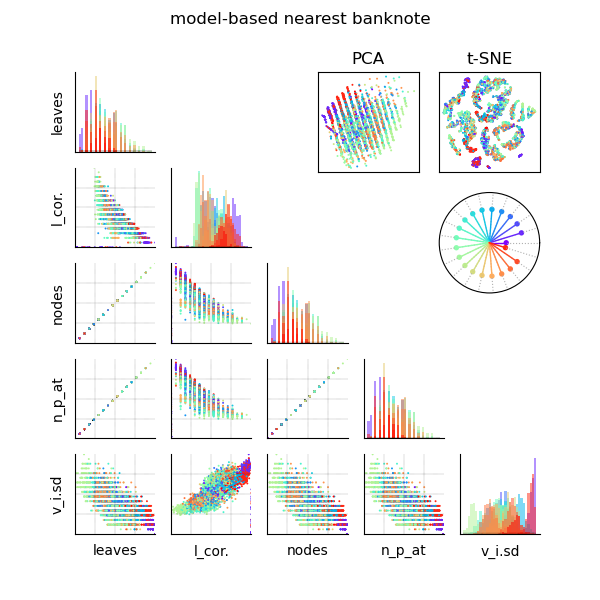 model-based nearest banknote
PCA
t-SNE
leaves
l_cor.
nodes
n_p_at
v_i.sd
leaves
l_cor.
nodes
n_p_at
v_i.sd